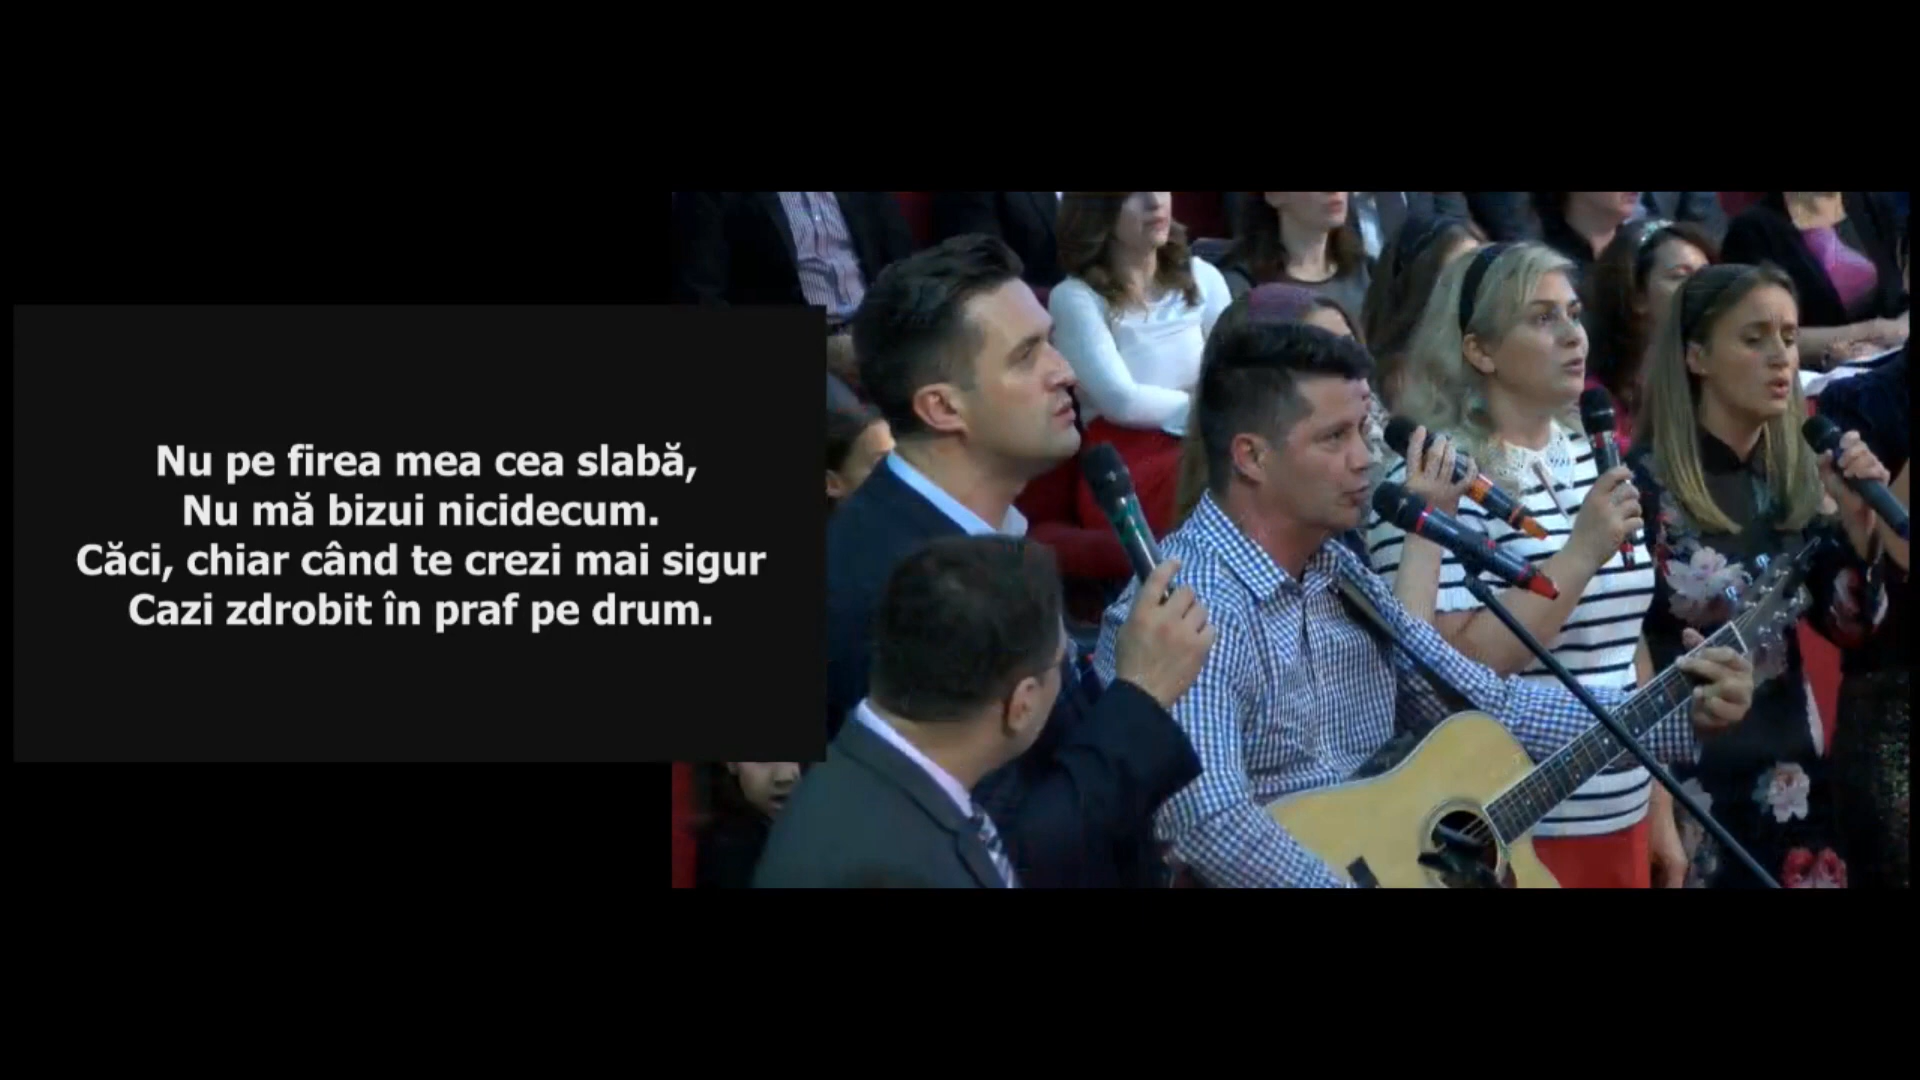 Nu pe firea mea cea slabă,
Nu mă bizui nicidecum.
Căci, chiar când te crezi mai sigur
Cazi zdrobit în praf pe drum.